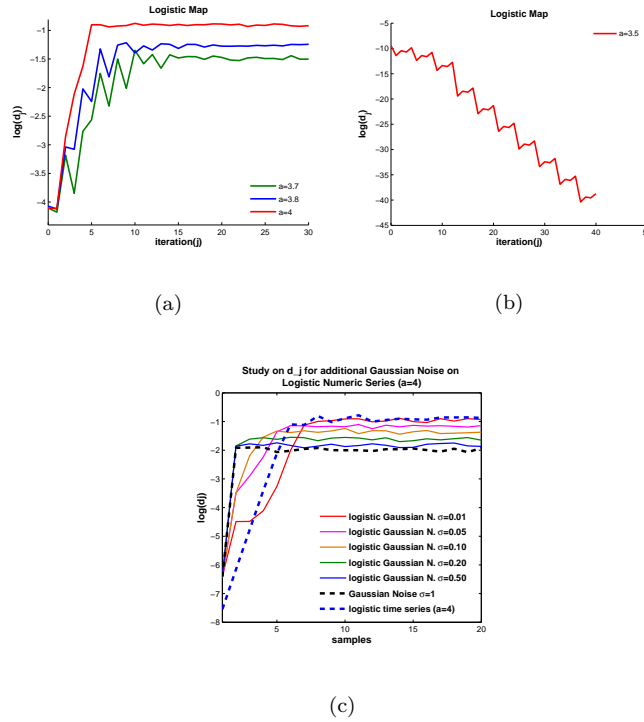 Logistic Map
−1
−1.5
−2
−2.5
−3
−3.5
−4
log(dj))
0 5 10 15 20 25 30
iteration(j)
a=3.7
a=3.8
a=4
(a)
Logistic Map
−5
−10
−15
−20
−25
−30
−35
−40
−45
log(dj)
0 10 20 30 40 50
iteration(j)
a=3.5
(b)
Study on d_j for additional Gaussian Noise on
Logistic Numeric Series (a=4)
0
−1
−2
−3
−4
−5
−6
−7
−8
log(dj)
5 10 15 20
samples
logistic Gaussian N. σ=0.01
logistic Gaussian N. σ=0.05
logistic Gaussian N. σ=0.10
logistic Gaussian N. σ=0.20
logistic Gaussian N. σ=0.50
Gaussian Noise σ=1
logistic time series (a=4)
(c)